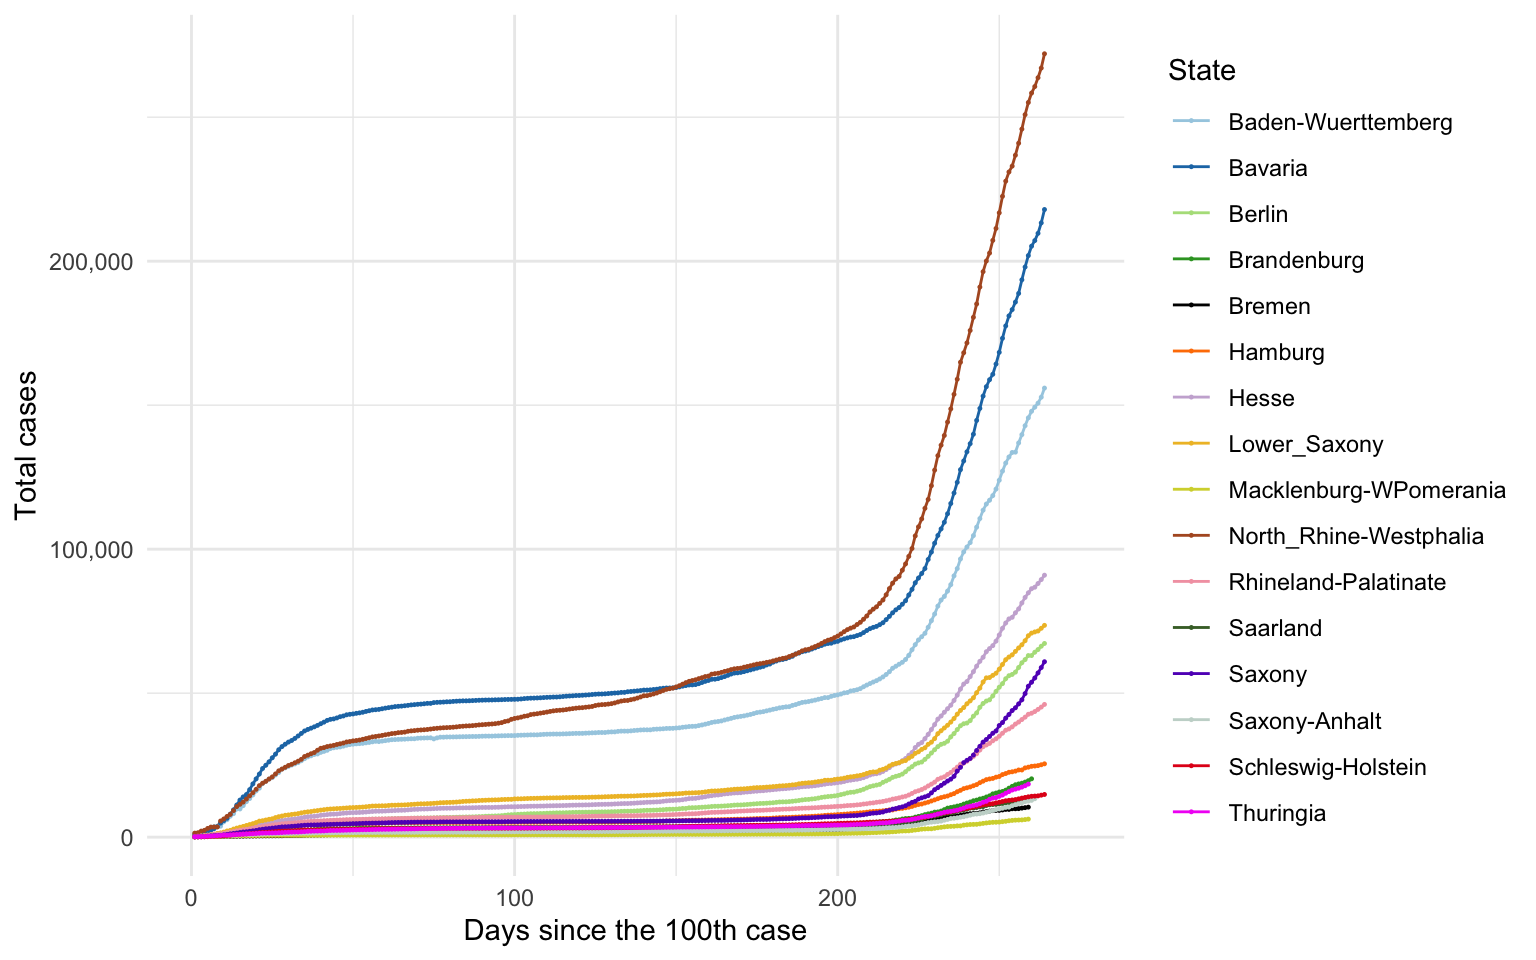 State
Baden-Wuerttemberg
Bavaria
Berlin
Brandenburg
Bremen
Hamburg
Hesse
Lower_Saxony
Macklenburg-WPomerania
North_Rhine-Westphalia
Rhineland-Palatinate
Saarland
Saxony
Saxony-Anhalt
Schleswig-Holstein
Thuringia
Total cases
200,000
100,000
0
0 100 200
Days since the 100th case